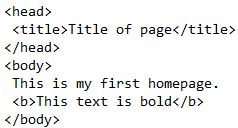 <head>
 <title>Title of page</title>
</head>
<body>
 This is my first homepage.
 <b>This text is bold</b>
</body>